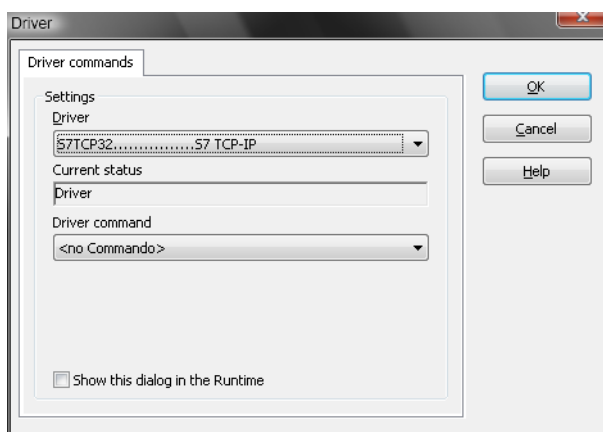 Driver
Driver commands
OK
Settings
Driver
S7TCP32................S7 TCP-IP
Cancel
Current status
Driver
Help
Driver command
<no Commando>
Show this dialog in the Runtime